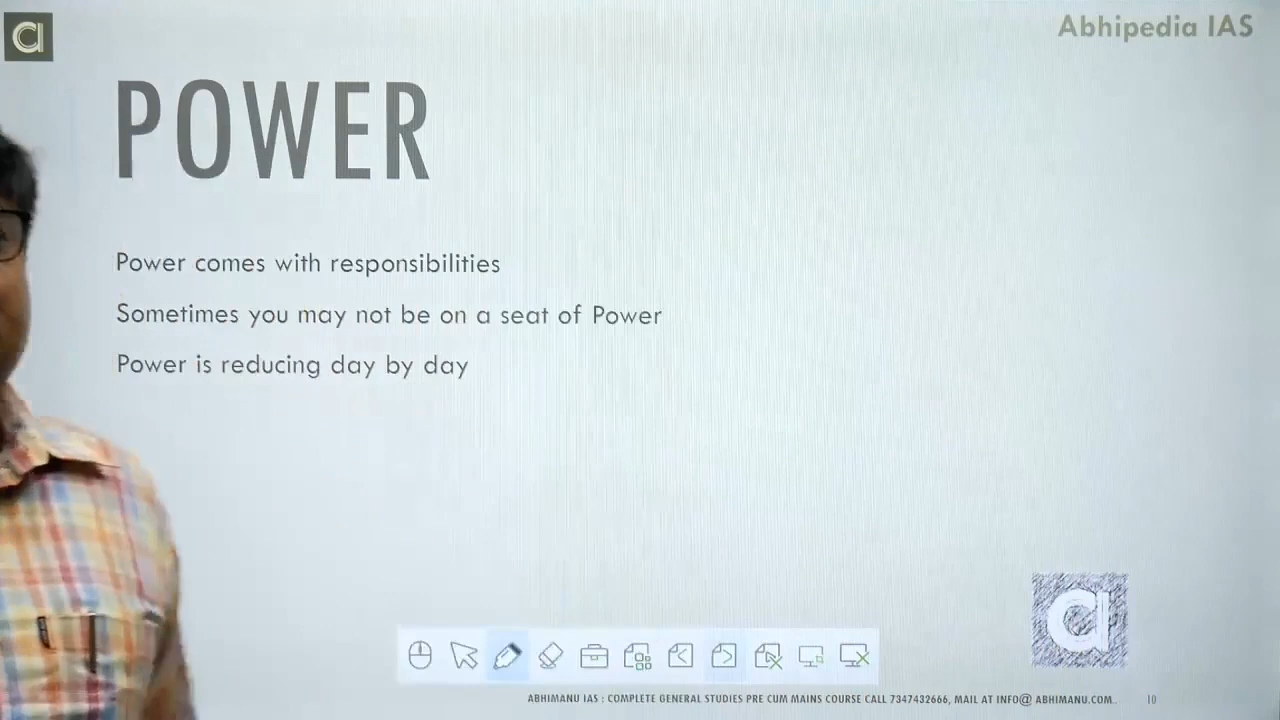 a
Abhipedia IAS
POWER
Power comes with responsibilities
Sometimes you may not be on a seat of Power
Power is reducing day by day
a
ABHIMANU IAS : COMPLETE GENERAL STUDIES PRE CUM MAINS COURSE CALL 7347432666, MAIL AT INFO@ ABHIMANU.COM.
10